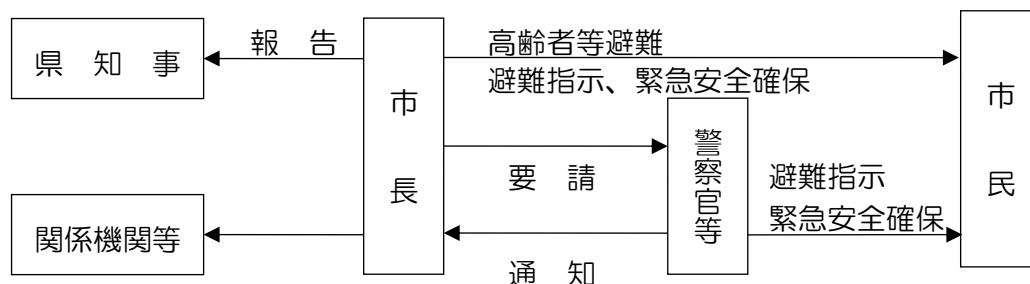 県　知　事
報　告
市
長
高齢者等避難
避難指示、緊急安全確保
市
民
要　請
警察官等
避難指示
緊急安全確保
関係機関等
通　知